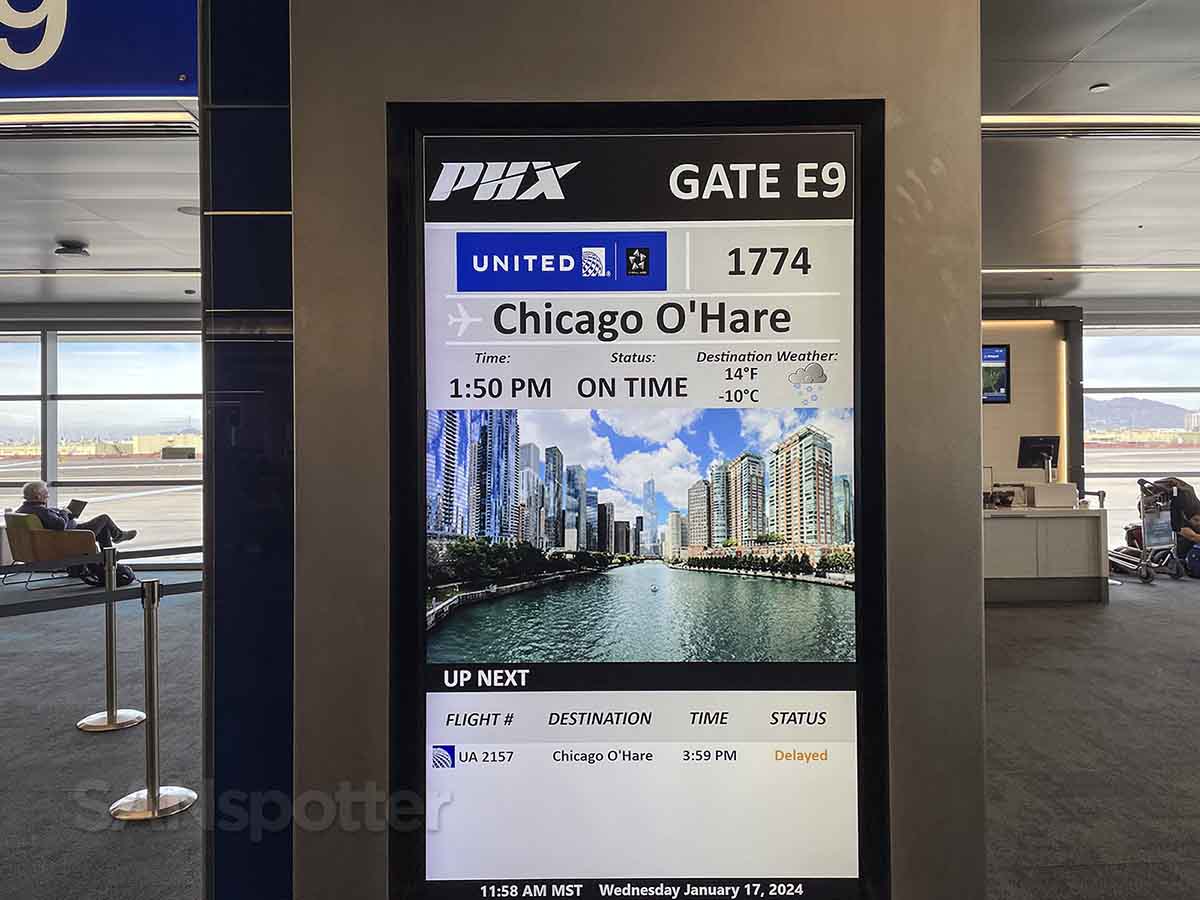 9
PHX GATE E9
UNITED 1774
Chicago O'Hare
Time: Status: Destination Weather:
1:50 PM ON TIME 14°F
-10°C
UP NEXT
FLIGHT # DESTINATION TIME STATUS
UA 2157 Chicago O'Hare 3:59 PM Delayed
SANspotter
11:58 AM MST Wednesday January 17, 2024